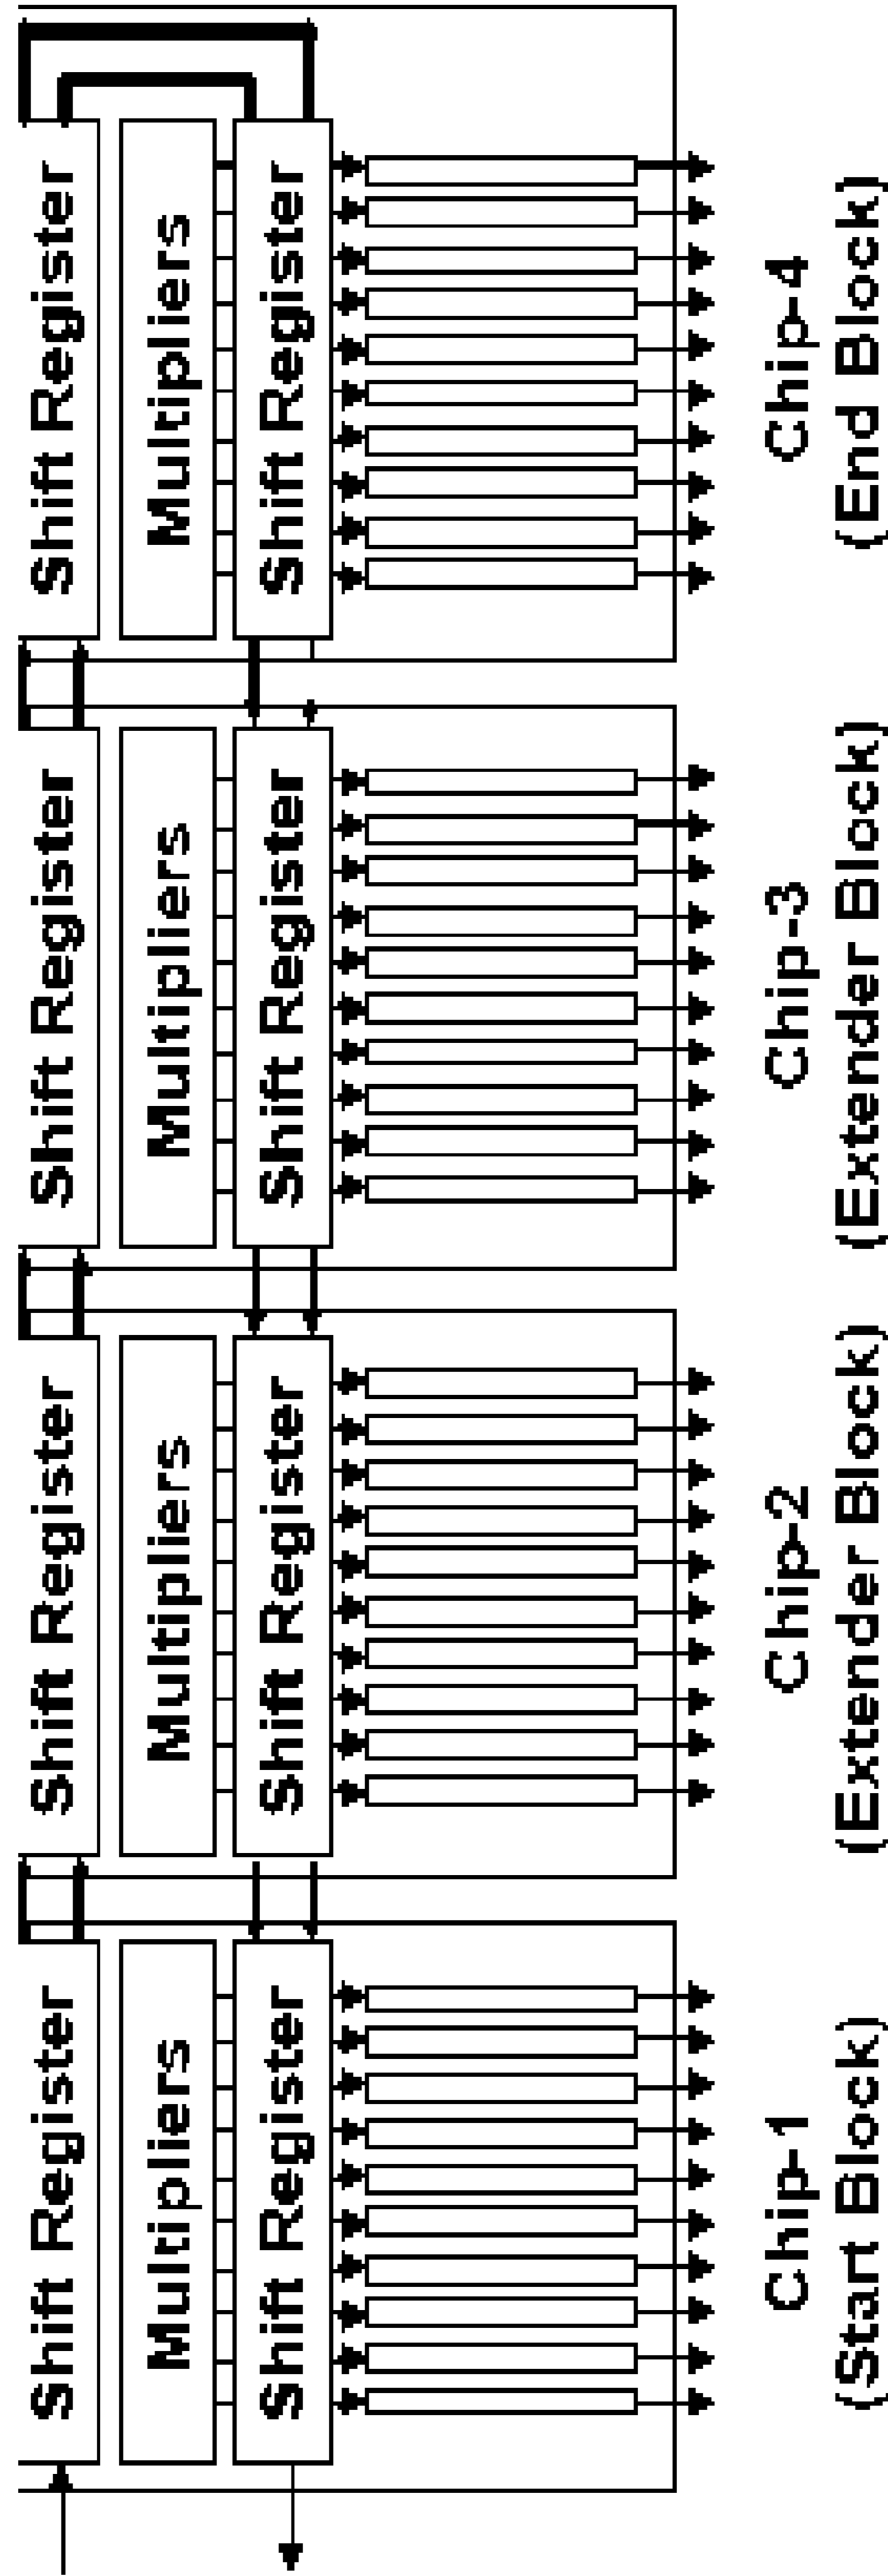 Shift Register
Shift Register
Shift Register
Shift Register
Multipliers
Multipliers
Multipliers
Multipliers
Shift Register
Shift Register
Shift Register
Shift Register
Chip-1
Chip-2
Chip-3
Chip-4
(Start Block)
(Extender Block)
(Extender Block)
(End Block)